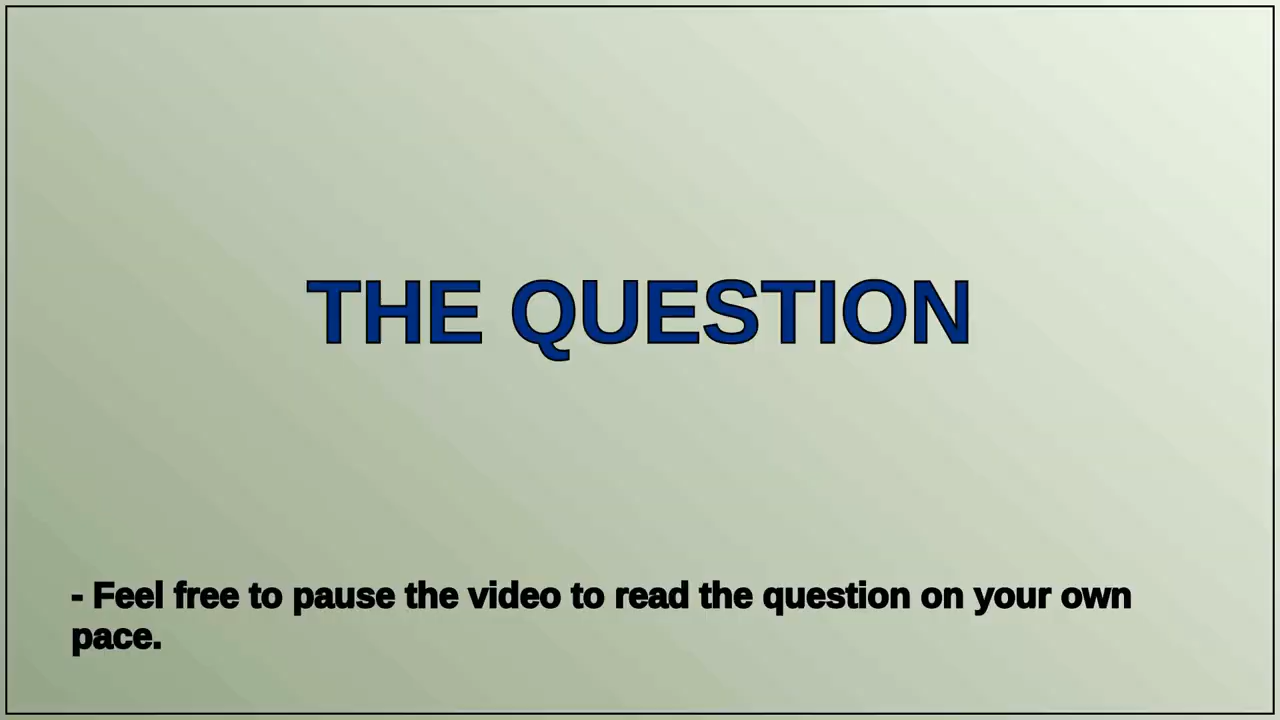 THE QUESTION
- Feel free to pause the video to read the question on your own
pace.